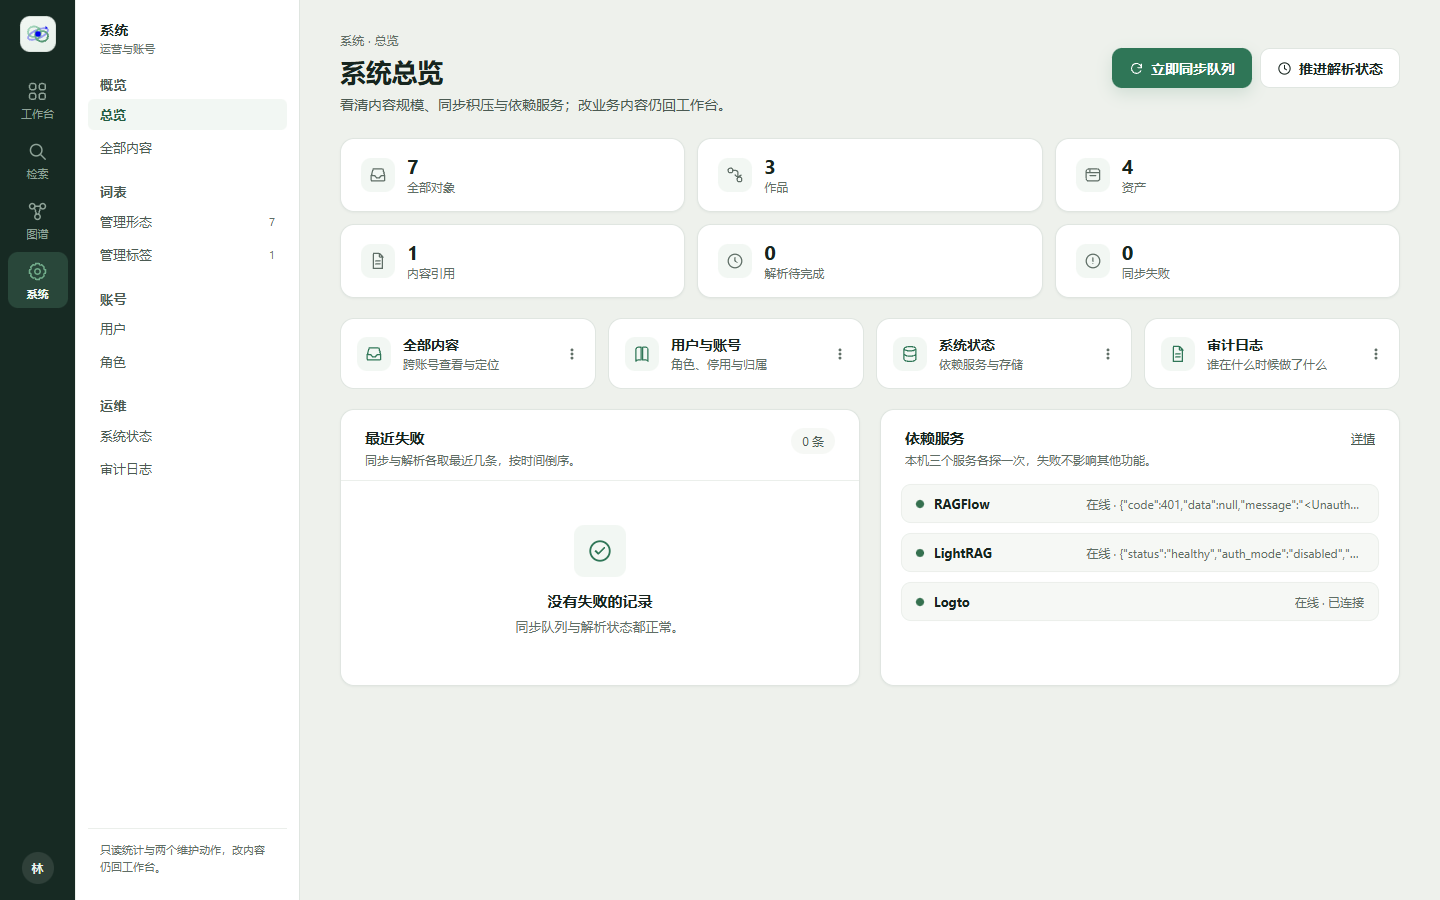 工作台
检索
图谱
系统
林
系统
运营与账号
概览
总览
全部内容
词表
管理形态 7
管理标签 1
账号
用户
角色
运维
系统状态
审计日志
只读统计与两个维护动作，改内容
仍回工作台。
系统 · 总览
系统总览
看清内容规模、同步积压与依赖服务；改业务内容仍回工作台。
立即同步队列
推进解析状态
7
全部对象
3
作品
4
资产
1
内容引用
0
解析待完成
0
同步失败
全部内容
跨账号查看与定位
用户与账号
角色、停用与归属
系统状态
依赖服务与存储
审计日志
谁在什么时候做了什么
最近失败
0 条
同步与解析各取最近几条，按时间倒序。
没有失败的记录
同步队列与解析状态都正常。
依赖服务
详情
本机三个服务各探一次，失败不影响其他功能。
RAGFlow 在线 · {"code":401,"data":null,"message":"<Unauth...
LightRAG 在线 · {"status":"healthy","auth_mode":"disabled","...
Logto 在线 · 已连接